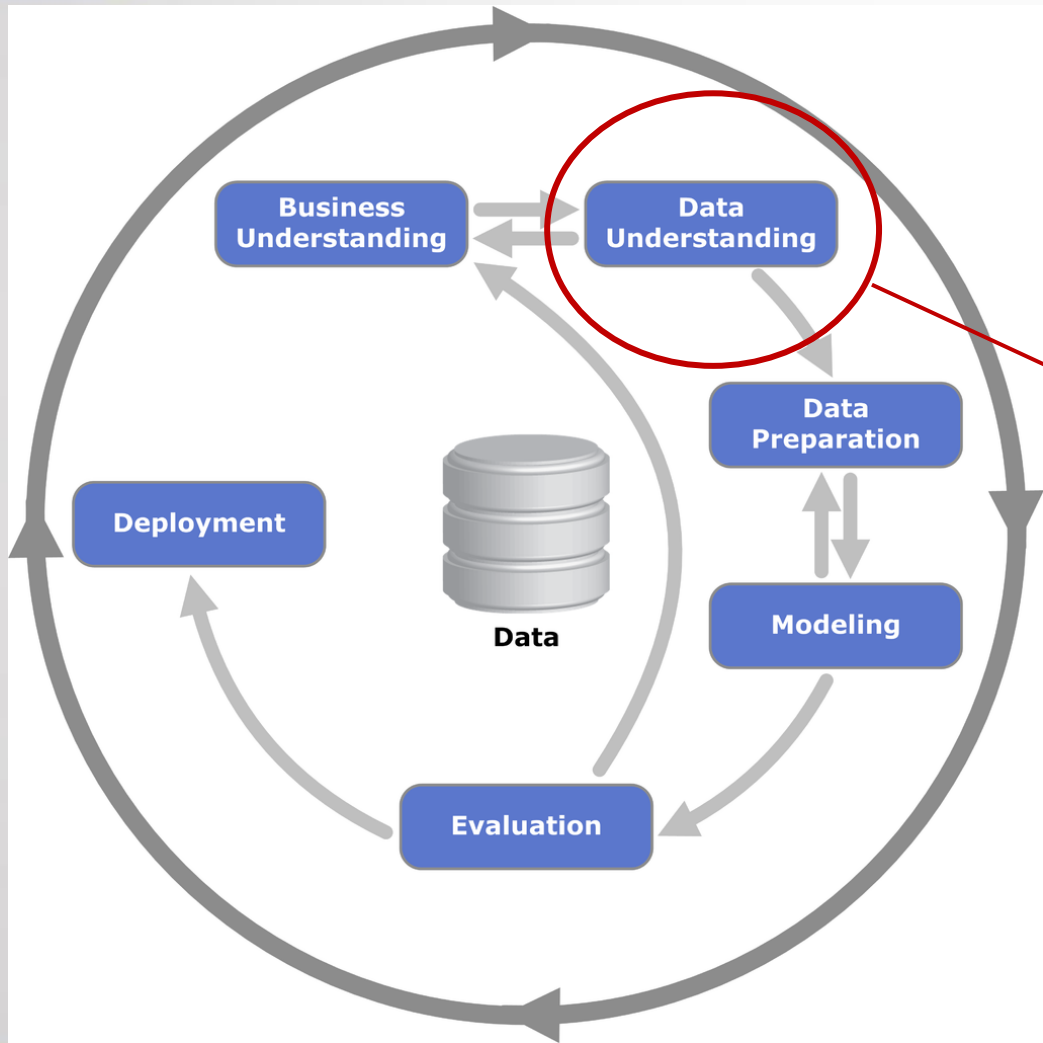 Business
Understanding
Data
Understanding
Data
Preparation
Deployment
Modeling
Data
Evaluation